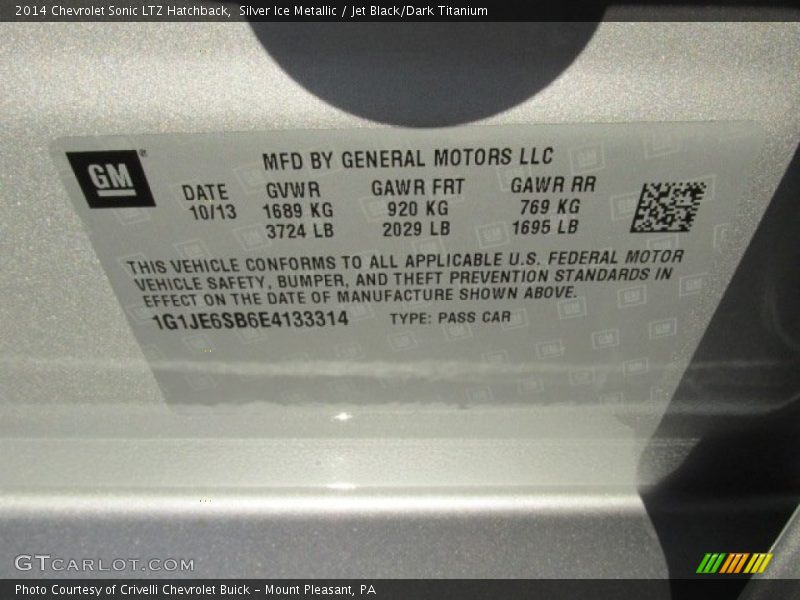 2014 Chevrolet Sonic LTZ Hatchback, Silver Ice Metallic / Jet Black/Dark Titanium
GM
MFD BY GENERAL MOTORS LLC
DATE GVWR GAWR FRT GAWR RR
10/13 1689 KG 920 KG 769 KG
3724 LB 2029 LB 1695 LB
THIS VEHICLE CONFORMS TO ALL APPLICABLE U.S. FEDERAL MOTOR
VEHICLE SAFETY, BUMPER, AND THEFT PREVENTION STANDARDS IN
EFFECT ON THE DATE OF MANUFACTURE SHOWN ABOVE.
1G1JE6SB6E4133314 TYPE: PASS CAR
GTCARLOT.COM
Photo Courtesy of Crivelli Chevrolet Buick - Mount Pleasant, PA